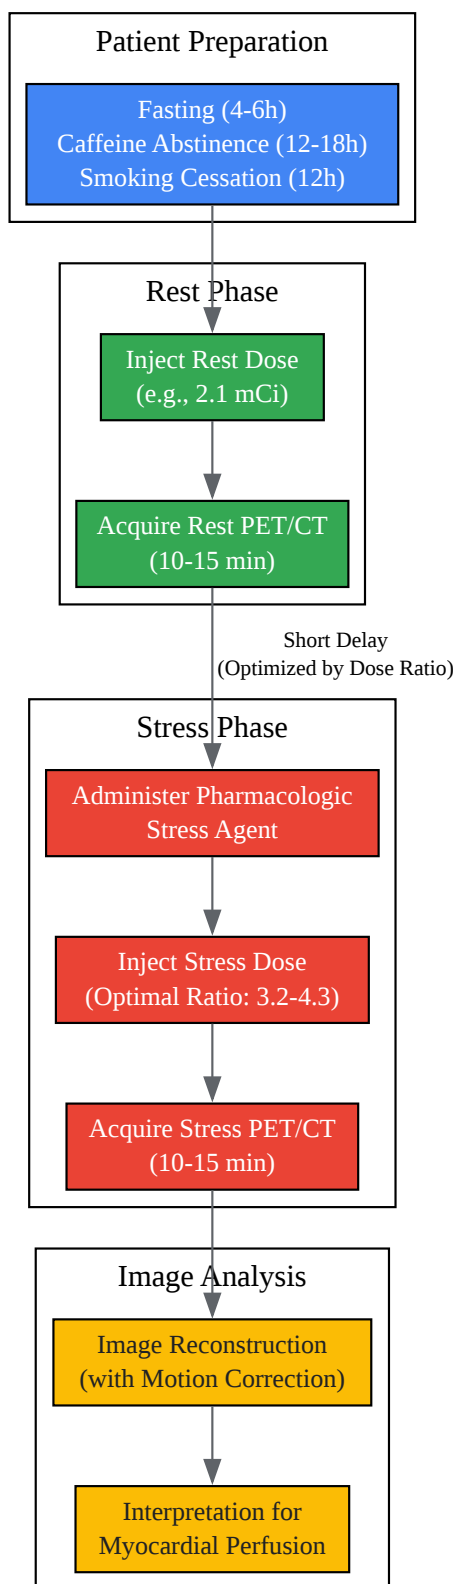 Patient Preparation
Fasting (4-6h)
Caffeine Abstinence (12-18h)
Smoking Cessation (12h)
Rest Phase
Inject Rest Dose
(e.g., 2.1 mCi)
Acquire Rest PET/CT
(10-15 min)
Short Delay
(Optimized by Dose Ratio)
Stress Phase
Administer Pharmacologic
Stress Agent
Inject Stress Dose
(Optimal Ratio: 3.2-4.3)
Acquire Stress PET/CT
(10-15 min)
Image Analysis
Image Reconstruction
(with Motion Correction)
Interpretation for
Myocardial Perfusion